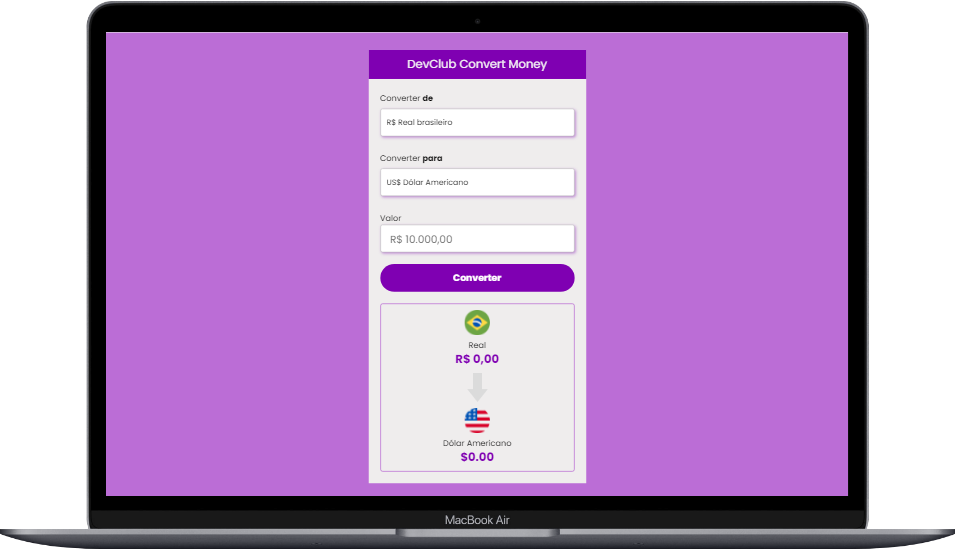 DevClub Convert Money
Converter de
R$ Real brasileiro
Converter para
US$ Dólar Americano
Valor
R$ 10.000,00
Converter
Real
R$ 0,00
Dólar Americano
$0.00
MacBook Air